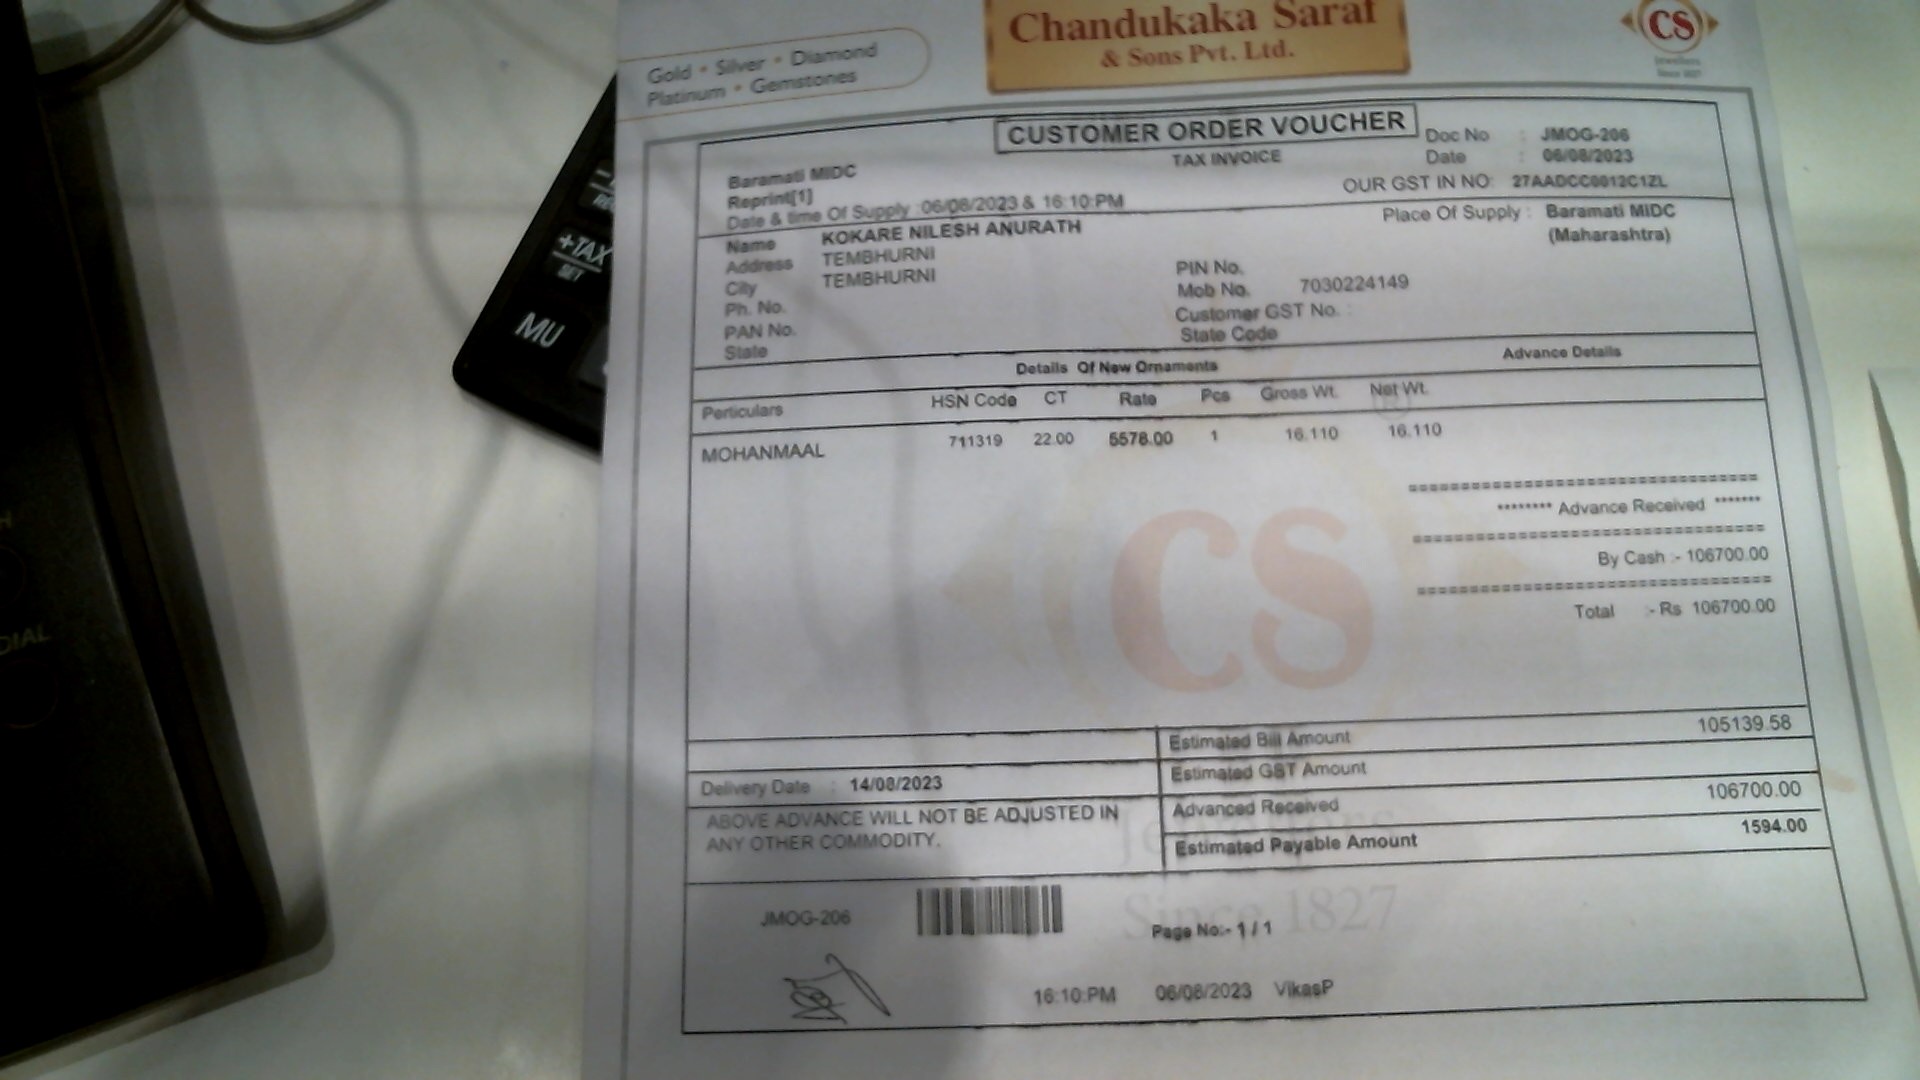 Chandukaka Saraf
& Sons Pvt. Ltd.
Gold • Silver • Diamond
Platinum • Gemstones
CS
Jewellers
Since 1827
CUSTOMER ORDER VOUCHER
TAX INVOICE
Doc No : JMOG-206
Date : 06/08/2023
OUR GST IN NO: 27AADCC0012C1ZL
Baramati MIDC
Reprint[1]
Date & time Of Supply :06/08/2023 & 16:10:PM
Place Of Supply : Baramati MIDC
(Maharashtra)
Name KOKARE NILESH ANURATH
Address TEMBHURNI
City TEMBHURNI
Ph. No.
PAN No.
State
PIN No.
Mob No. 7030224149
Customer GST No. :
State Code
Details Of New Ornaments
Advance Details
Perticulars HSN Code CT Rate Pcs Gross Wt. Net Wt.
MOHANMAAL 711319 22.00 5578.00 1 16.110 16.110
******** Advance Received *******
By Cash :- 106700.00
Total :- Rs 106700.00
CS
Estimated Bill Amount 105139.58
Estimated GST Amount
Advanced Received 106700.00
Estimated Payable Amount 1594.00
Delivery Date : 14/08/2023
ABOVE ADVANCE WILL NOT BE ADJUSTED IN
ANY OTHER COMMODITY.
Jewellers
Since 1827
JMOG-206
Page No:- 1 / 1
16:10:PM 06/08/2023 VikasP
+TAX
SET
MU